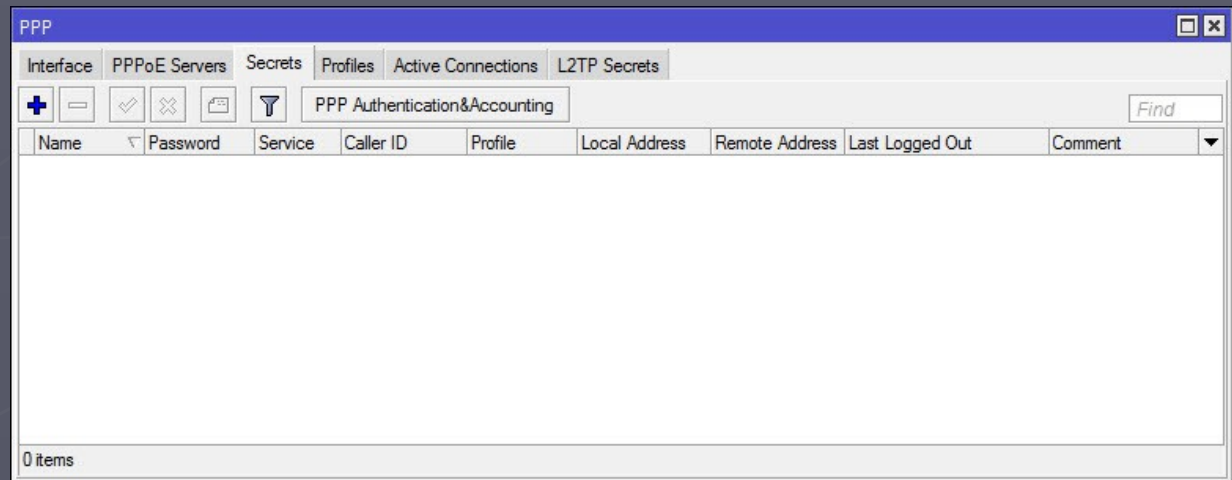 PPP
Interface PPPoE Servers Secrets Profiles Active Connections L2TP Secrets
PPP Authentication&Accounting Find
Name Password Service Caller ID Profile Local Address Remote Address Last Logged Out Comment
0 items